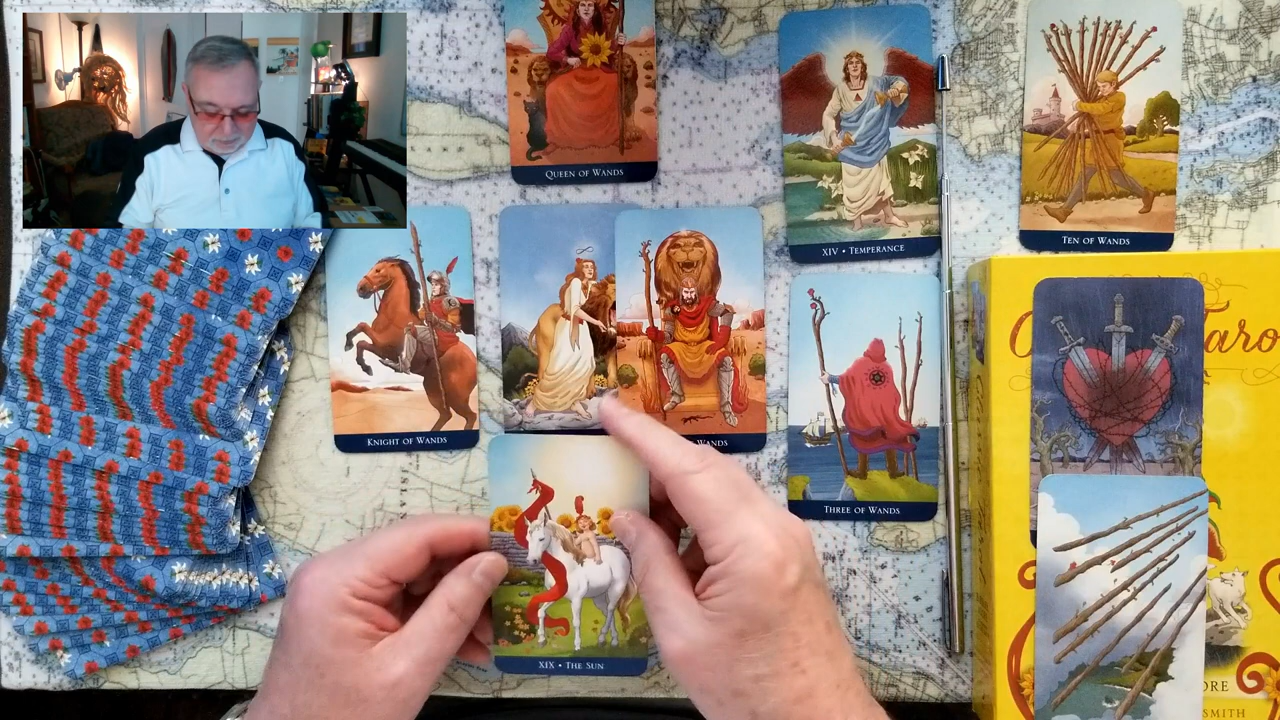 QUEEN OF WANDS
XIV • TEMPERANCE
TEN OF WANDS
KNIGHT OF WANDS
WANDS
THREE OF WANDS
XIX • THE SUN
Taro
ORE
SMITH